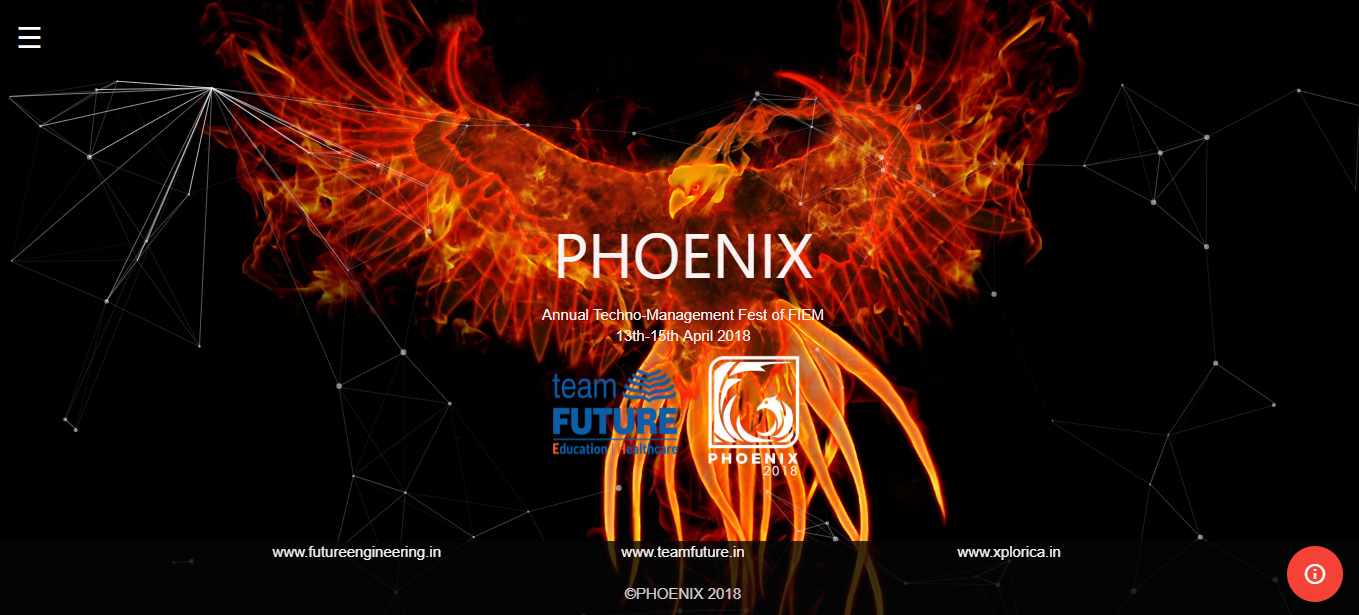 PHOENIX
Annual Techno-Management Fest of FIEM
13th-15th April 2018
team
FUTURE
Education | Healthcare
PHOENIX
2018
www.futureengineering.in
www.teamfuture.in
www.xplorica.in
©PHOENIX 2018